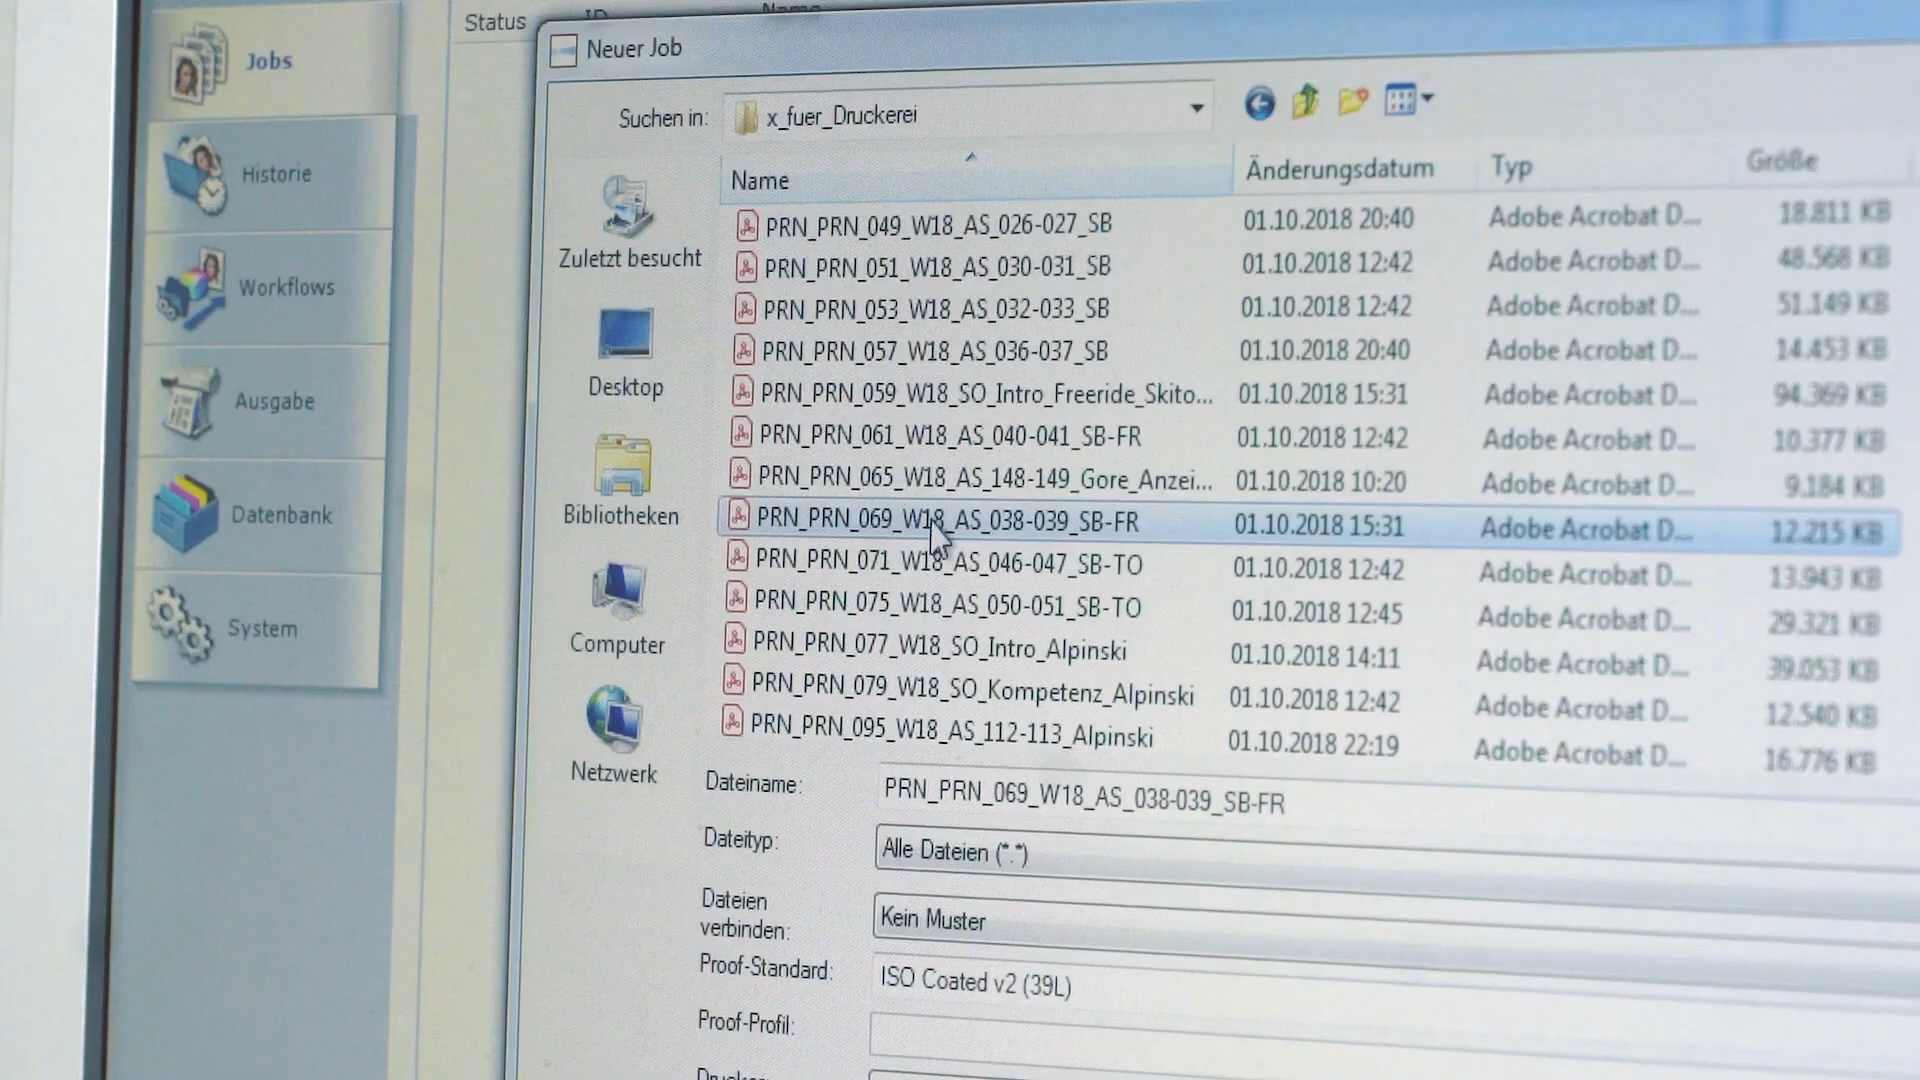 Status ID Name
Jobs
Historie
Workflows
Ausgabe
Datenbank
System
Neuer Job
Suchen in: x_fuer_Druckerei
Zuletzt besucht
Desktop
Bibliotheken
Computer
Netzwerk
Name Änderungsdatum Typ Größe
PRN_PRN_049_W18_AS_026-027_SB 01.10.2018 20:40 Adobe Acrobat D... 18.811 KB
PRN_PRN_051_W18_AS_030-031_SB 01.10.2018 12:42 Adobe Acrobat D... 48.568 KB
PRN_PRN_053_W18_AS_032-033_SB 01.10.2018 12:42 Adobe Acrobat D... 51.149 KB
PRN_PRN_057_W18_AS_036-037_SB 01.10.2018 20:40 Adobe Acrobat D... 14.453 KB
PRN_PRN_059_W18_SO_Intro_Freeride_Skito... 01.10.2018 15:31 Adobe Acrobat D... 94.369 KB
PRN_PRN_061_W18_AS_040-041_SB-FR 01.10.2018 12:42 Adobe Acrobat D... 10.377 KB
PRN_PRN_065_W18_AS_148-149_Gore_Anzei... 01.10.2018 10:20 Adobe Acrobat D... 9.184 KB
PRN_PRN_069_W18_AS_038-039_SB-FR 01.10.2018 15:31 Adobe Acrobat D... 12.215 KB
PRN_PRN_071_W18_AS_046-047_SB-TO 01.10.2018 12:42 Adobe Acrobat D... 13.943 KB
PRN_PRN_075_W18_AS_050-051_SB-TO 01.10.2018 12:45 Adobe Acrobat D... 29.321 KB
PRN_PRN_077_W18_SO_Intro_Alpinski 01.10.2018 14:11 Adobe Acrobat D... 39.053 KB
PRN_PRN_079_W18_SO_Kompetenz_Alpinski 01.10.2018 12:42 Adobe Acrobat D... 12.540 KB
PRN_PRN_095_W18_AS_112-113_Alpinski 01.10.2018 22:19 Adobe Acrobat D... 16.776 KB
Dateiname: PRN_PRN_069_W18_AS_038-039_SB-FR
Dateityp: Alle Dateien (*.*)
Dateien
verbinden: Kein Muster
Proof-Standard: ISO Coated v2 (39L)
Proof-Profil: